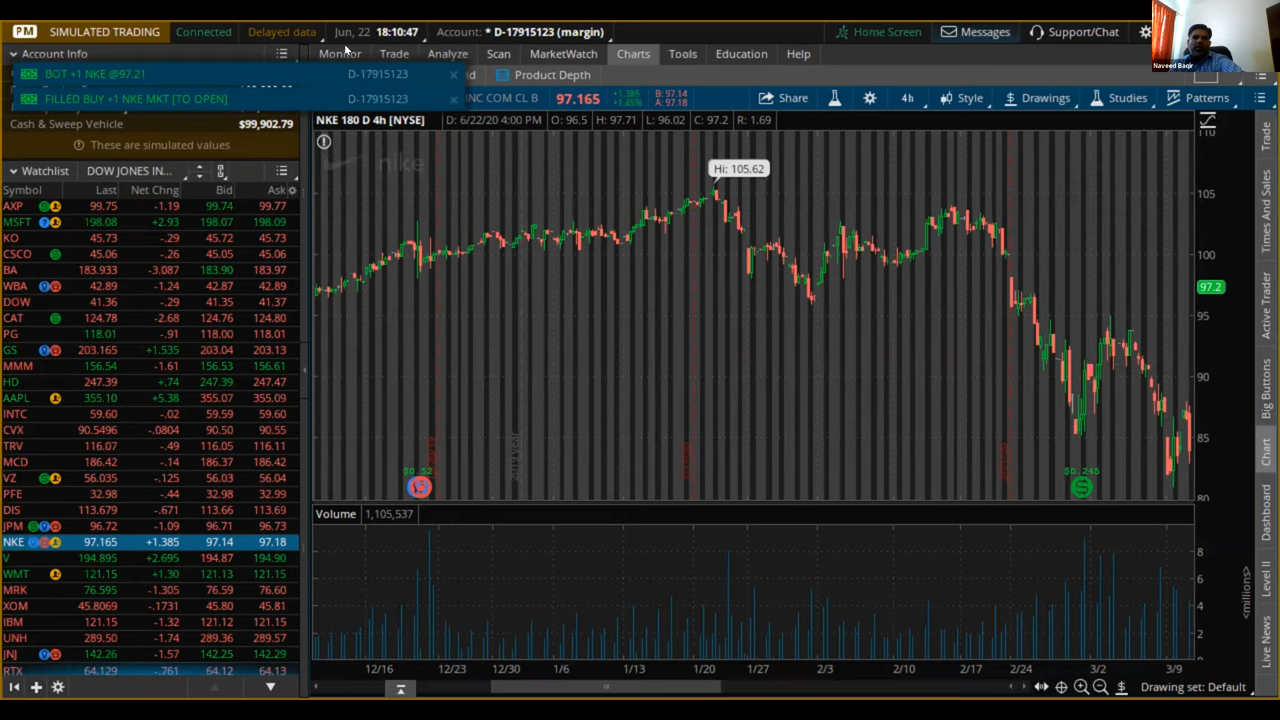 PM SIMULATED TRADING Connected Delayed data Jun, 22 18:10:47 Account: * D-17915123 (margin) Home Screen Messages Support/Chat
Naveed Baqir
Account Info Monitor Trade Analyze Scan MarketWatch Charts Tools Education Help
BOT +1 NKE @97.21 D-17915123 x
Product Depth
FILLED BUY +1 NKE MKT [TO OPEN] D-17915123 x
INC COM CL B 97.165 +1.385 +1.45% B: 97.14 A: 97.18 Share 4h Style Drawings Studies Patterns
Cash & Sweep Vehicle $99,902.79
NKE 180 D 4h [NYSE] D: 6/22/20 4:00 PM O: 96.5 H: 97.71 L: 96.02 C: 97.2 R: 1.69
These are simulated values
Watchlist DOW JONES IN...
Symbol Last Net Chng Bid Ask
AXP 99.75 -1.19 99.74 99.77
MSFT 198.08 +2.93 198.07 198.09
KO 45.73 -.29 45.72 45.73
CSCO 45.06 -.26 45.05 45.06
BA 183.933 -3.087 183.90 183.97
WBA 42.89 -1.24 42.87 42.89
DOW 41.36 -.29 41.35 41.37
CAT 124.78 -2.68 124.76 124.80
PG 118.01 -.91 118.00 118.01
GS 203.165 +1.535 203.04 203.13
MMM 156.54 -1.61 156.53 156.61
HD 247.39 +.74 247.39 247.47
AAPL 355.10 +5.38 355.07 355.09
INTC 59.60 -.02 59.59 59.60
CVX 90.5496 -.0804 90.50 90.55
TRV 116.07 -.49 116.05 116.11
MCD 186.42 -.14 186.37 186.42
VZ 56.035 -.125 56.03 56.04
PFE 32.98 -.44 32.98 32.99
DIS 113.679 -.671 113.66 113.69
JPM 96.72 -1.09 96.71 96.73
NKE 97.165 +1.385 97.14 97.18
V 194.895 +2.695 194.87 194.90
WMT 121.15 +1.30 121.13 121.15
MRK 76.595 -1.305 76.59 76.60
XOM 45.8069 -.1731 45.80 45.81
IBM 121.15 -1.32 121.12 121.15
UNH 289.50 -1.74 289.36 289.57
JNJ 142.26 -1.57 142.25 142.29
RTX 64.129 -.761 64.12 64.13
nike
Hi: 105.62
110
105
100
97.2
95
90
85
80
$0.52
2019 year
$0.245
Volume 1,105,537
8
6
4
2
<millions>
12/16 12/23 12/30 1/6 1/13 1/20 1/27 2/3 2/10 2/17 2/24 3/2 3/9
Drawing set: Default
Trade
Times And Sales
Active Trader
Big Buttons
Chart
Dashboard
Level II
Live News